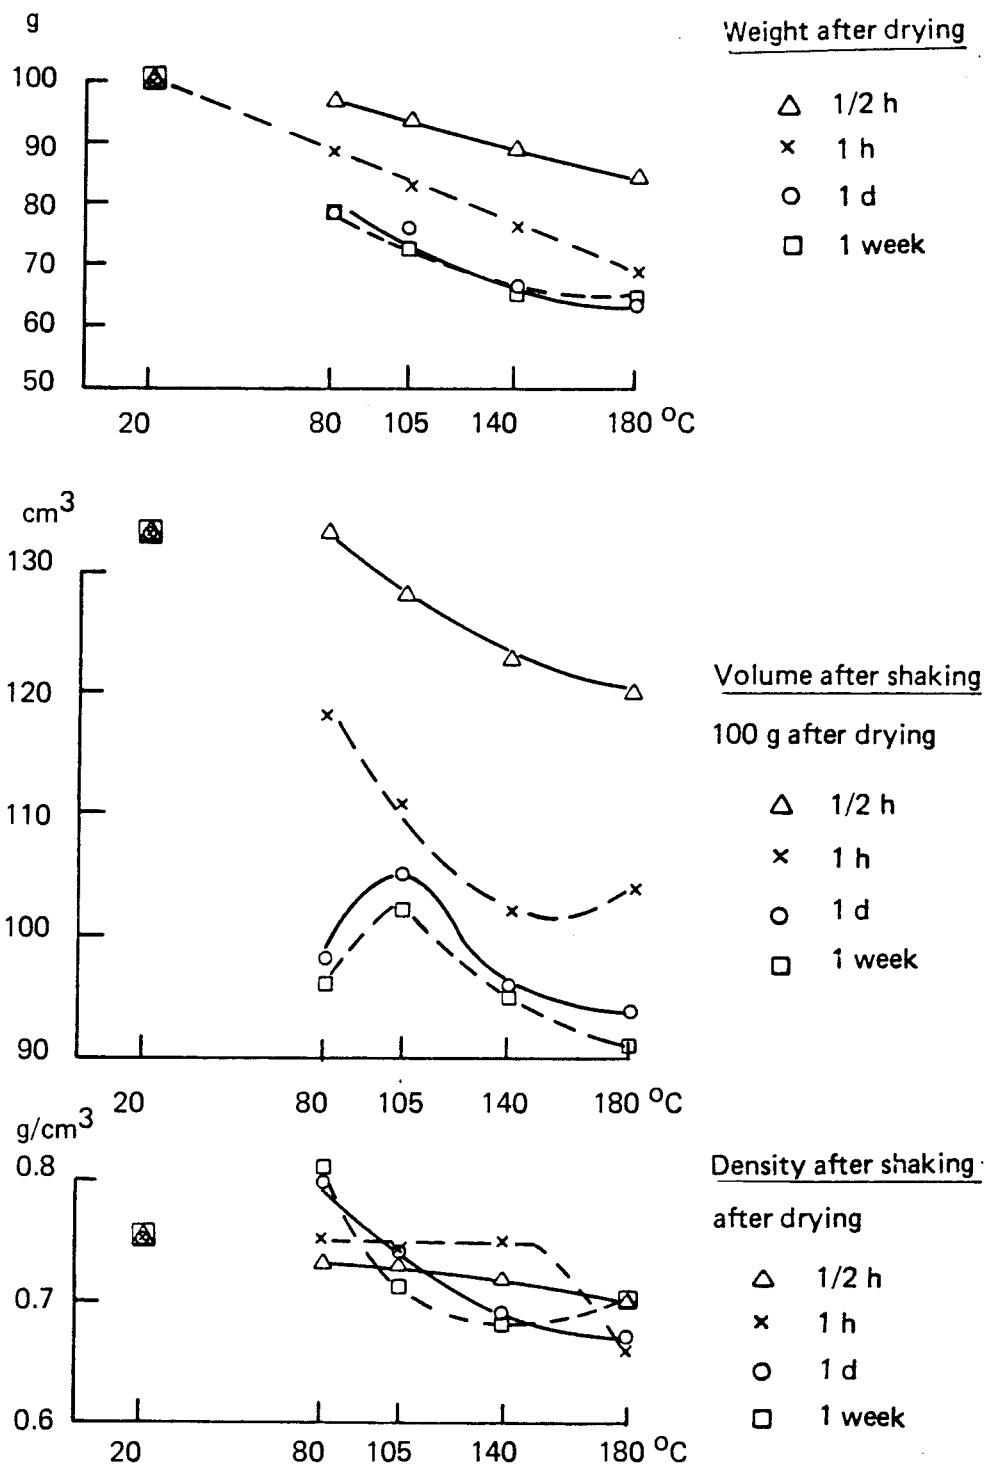 g
Weight after drying
100
90
80
70
60
50
20 80 105 140 180 °C
△ 1/2 h
× 1 h
○ 1 d
□ 1 week
cm³
130
120
110
100
90
20 80 105 140 180 °C
Volume after shaking
100 g after drying
△ 1/2 h
× 1 h
○ 1 d
□ 1 week
g/cm³
0.8
0.7
0.6
20 80 105 140 180 °C
Density after shaking
after drying
△ 1/2 h
× 1 h
○ 1 d
□ 1 week